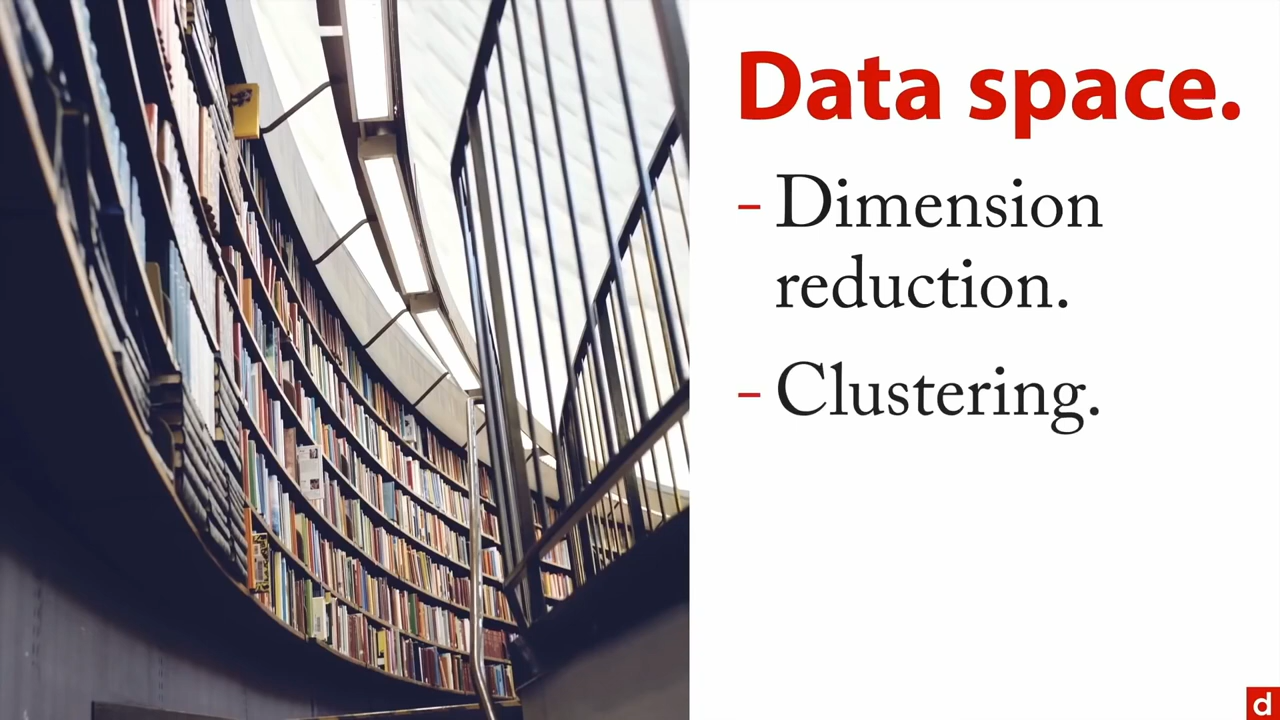 Data space.
- Dimension
reduction.
- Clustering.
d